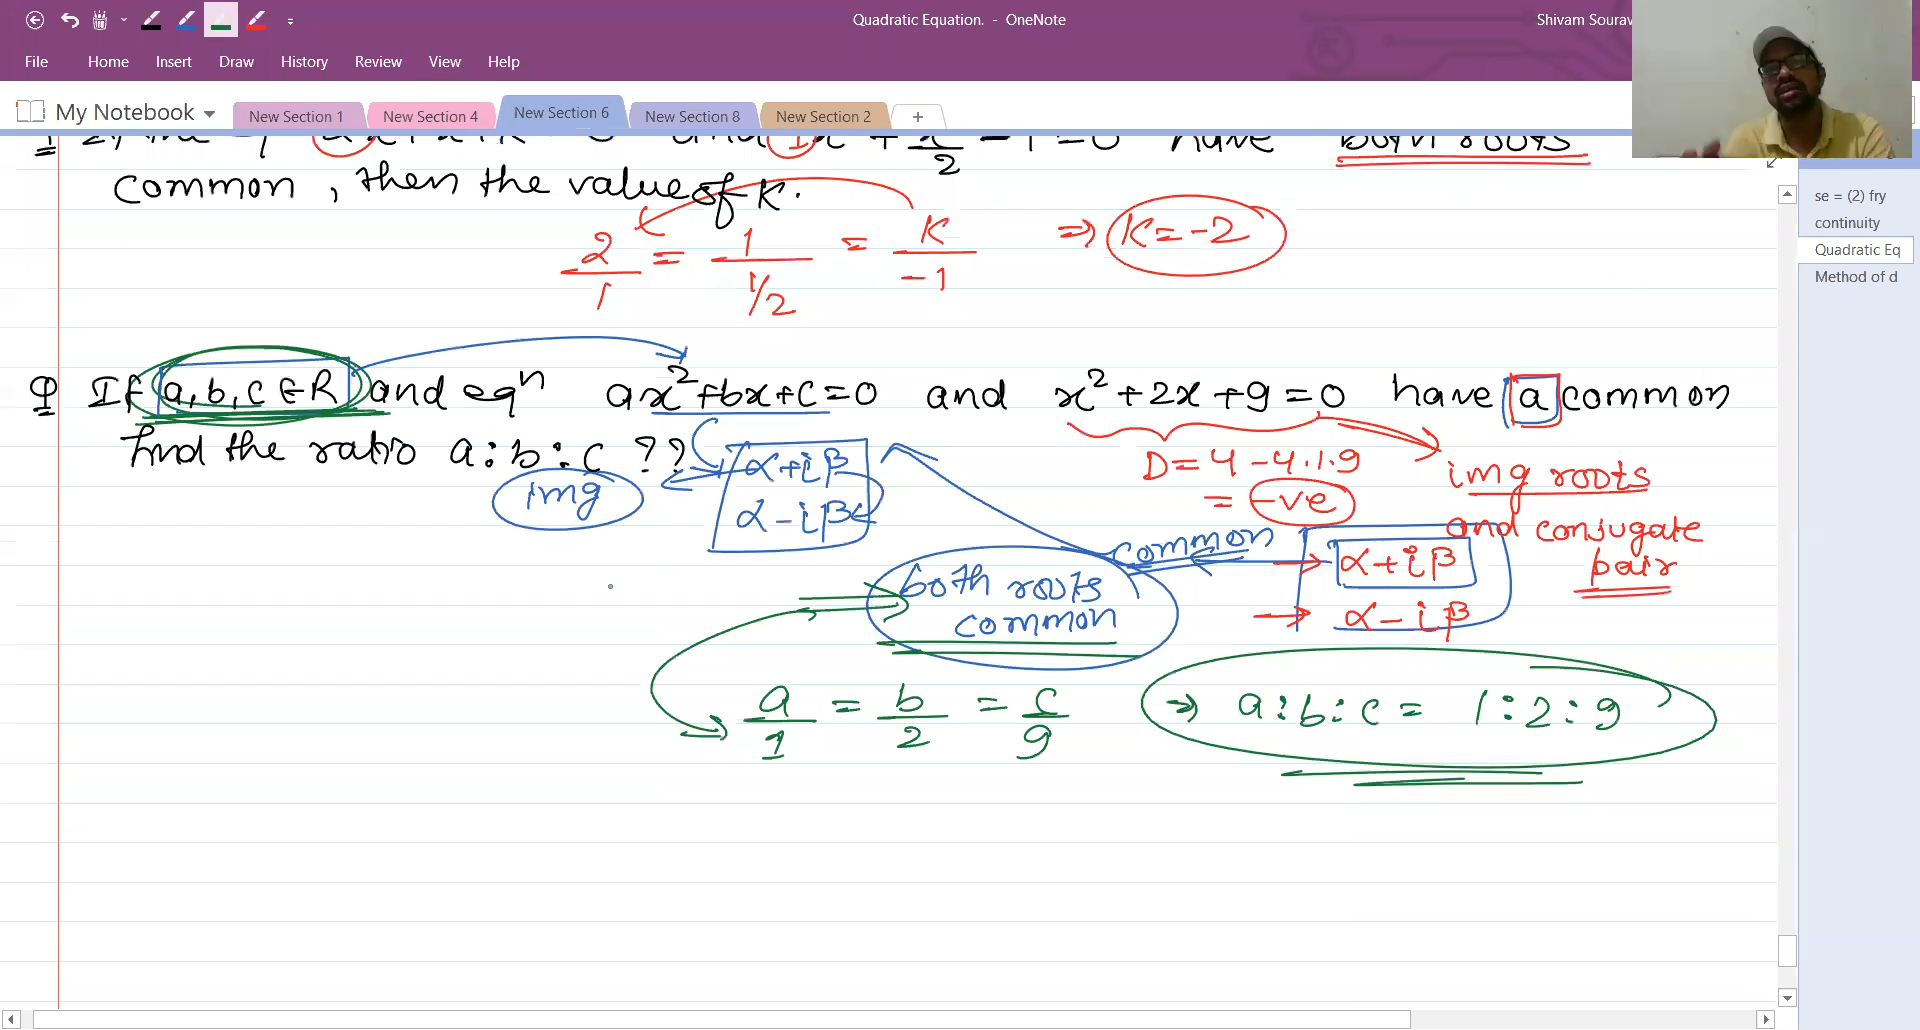 Quadratic Equation. - OneNote
Shivam Sourav
File Home Insert Draw History Review View Help
My Notebook
New Section 1 New Section 4 New Section 6 New Section 8 New Section 2 +
se = (2) fry
continuity
Quadratic Eq
Method of d
have both roots
common, then the value of K.
2/1 = 1/(1/2) = K/-1 ⇒ K = -2
Q If a, b, c ∈ R and eqn ax²+bx+c=0 and x²+2x+9=0 have a common
find the ratio a:b:c ??
img
α+iβ
α-iβ
D = 4-4.1.9
= -ve
img roots
and conjugate
pair
common
α+iβ
α-iβ
both roots
common
a/1 = b/2 = c/9 ⇒ a:b:c = 1:2:9